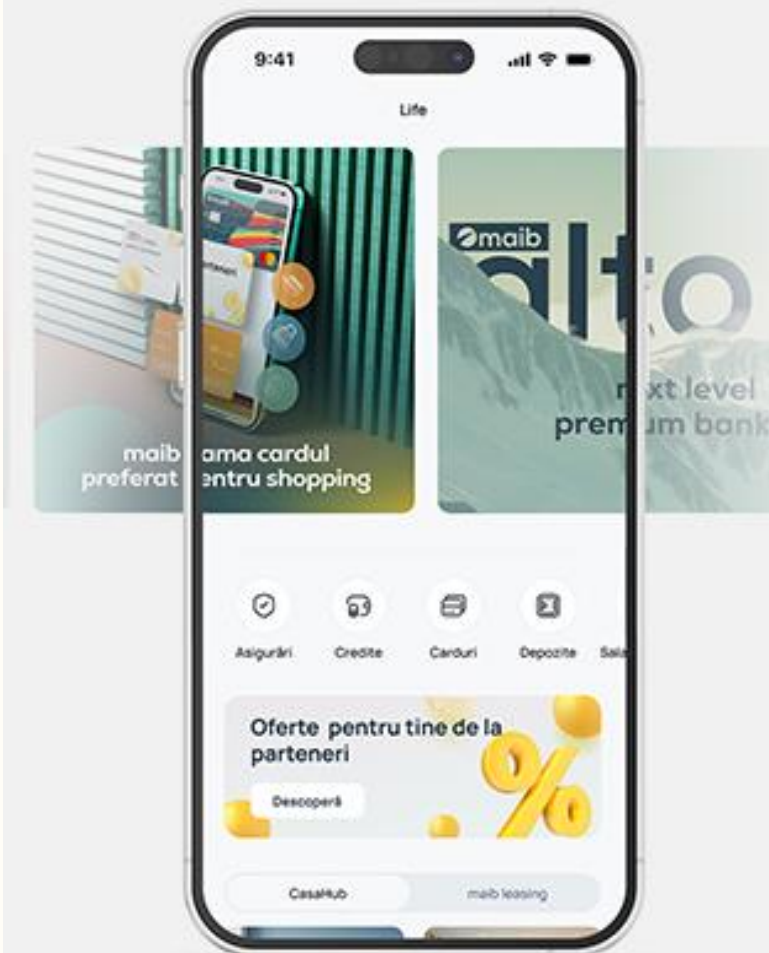 9:41
Life
maib ama cardul
preferat entru shopping
maib
alto
xt level
prem um bank
Asigurări
Credite
Carduri
Depozite
Sala
Oferte pentru tine de la
parteneri
Descoperă
CasaHub
maib leasing